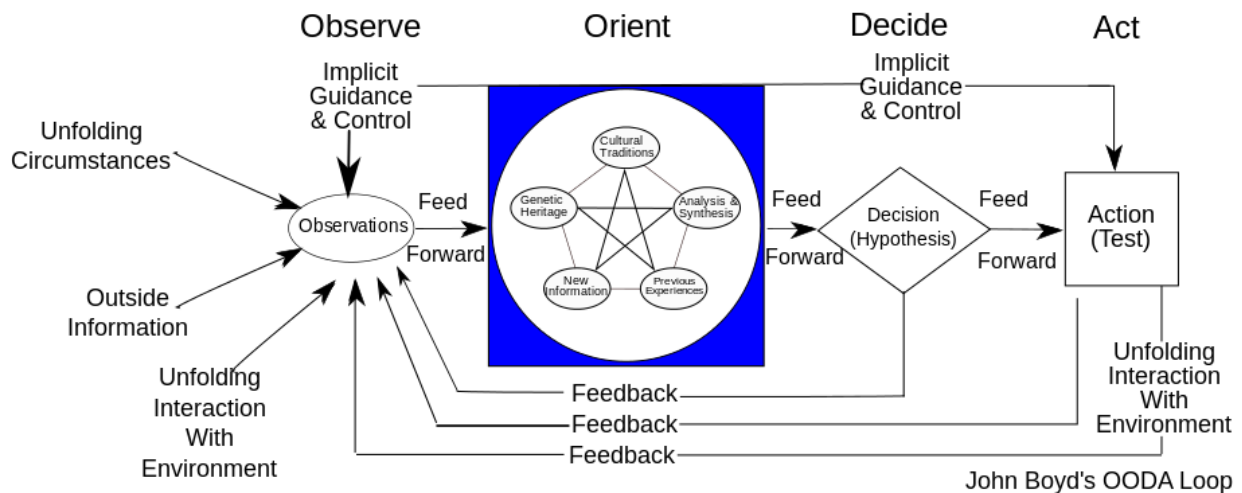 Observe
Orient
Decide
Act
Implicit
Guidance
& Control
Implicit
Guidance
& Control
Unfolding
Circumstances
Observations
Outside
Information
Unfolding
Interaction
With
Environment
Feed
Forward
Cultural
Traditions
Genetic
Heritage
Analysis &
Synthesis
New
Information
Previous
Experiences
Feed
Forward
Decision
(Hypothesis)
Feed
Forward
Action
(Test)
Unfolding
Interaction
With
Environment
Feedback
Feedback
Feedback
John Boyd's OODA Loop